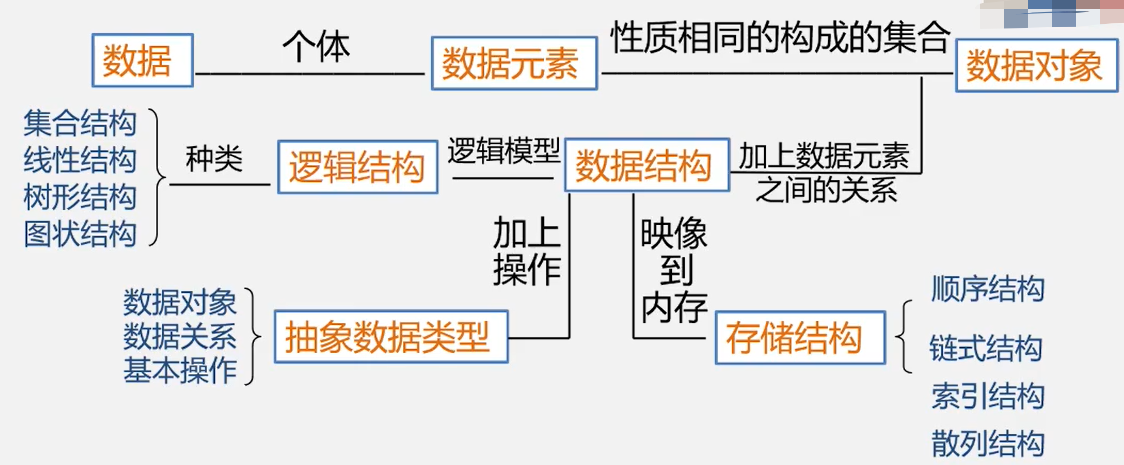 数据
个体
数据元素
性质相同的构成的集合
数据对象
集合结构
线性结构
树形结构
图状结构
种类
逻辑结构
逻辑模型
数据结构
加上数据元素
之间的关系
加上
操作
映像
到
内存
数据对象
数据关系
基本操作
抽象数据类型
存储结构
顺序结构
链式结构
索引结构
散列结构